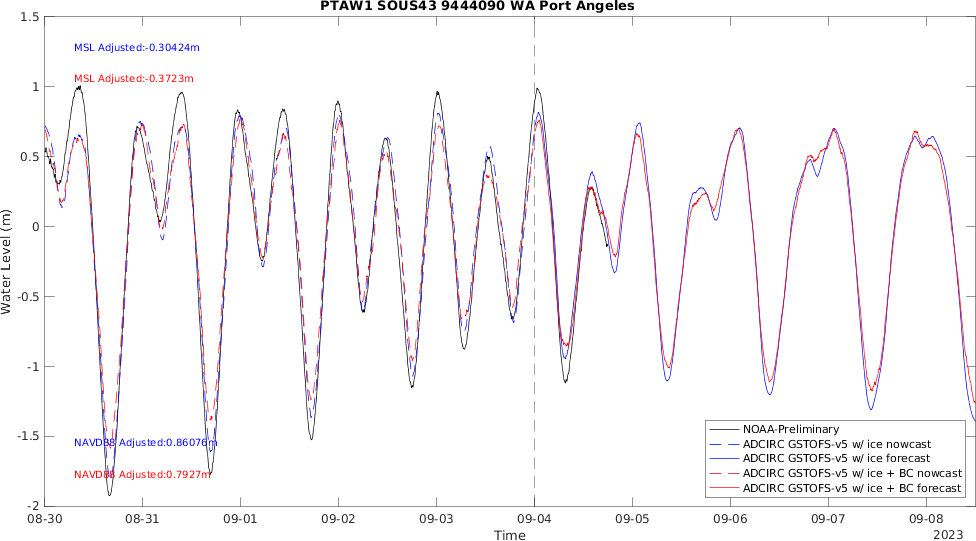 PTAW1 SOUS43 9444090 WA Port Angeles
1.5
MSL Adjusted:-0.30424m
MSL Adjusted:-0.3723m
1
0.5
0
-0.5
-1
-1.5
-2
Water Level (m)
NAVD88 Adjusted:0.86076m
NAVD88 Adjusted:0.7927m
NOAA-Preliminary
ADCIRC GSTOFS-v5 w/ ice nowcast
ADCIRC GSTOFS-v5 w/ ice forecast
ADCIRC GSTOFS-v5 w/ ice + BC nowcast
ADCIRC GSTOFS-v5 w/ ice + BC forecast
08-30 08-31 09-01 09-02 09-03 09-04 09-05 09-06 09-07 09-08
Time
2023